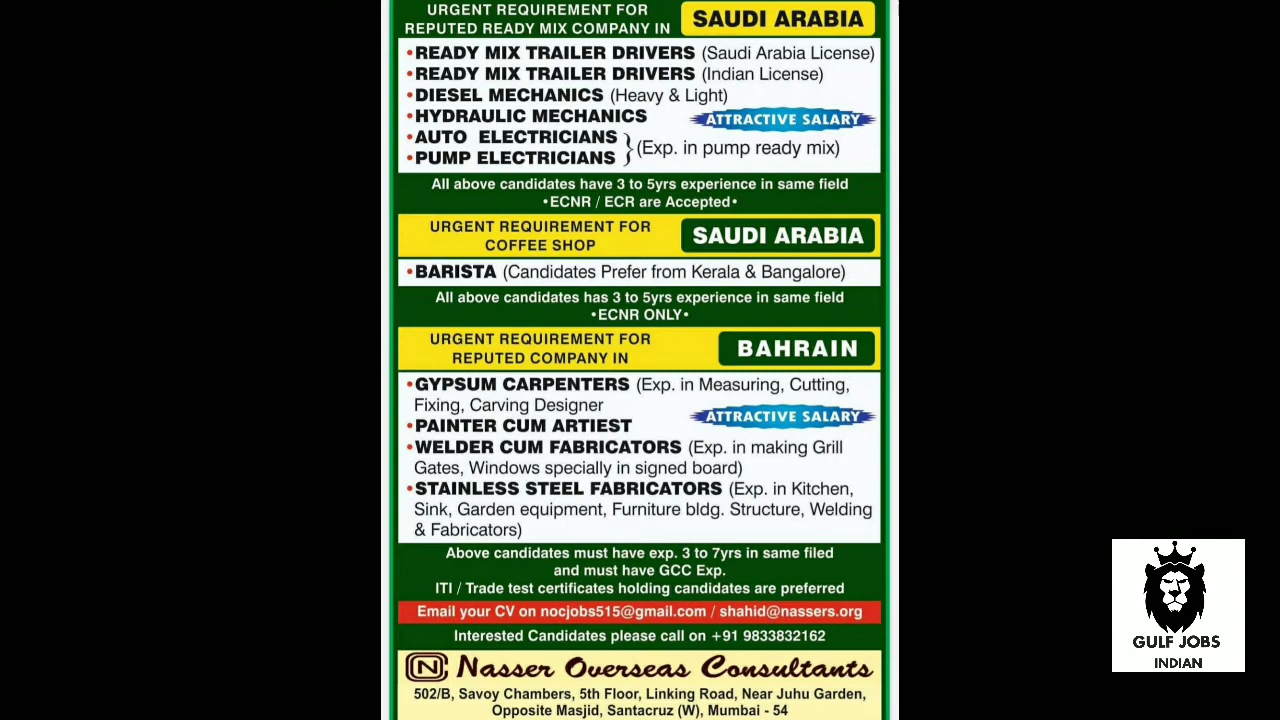 URGENT REQUIREMENT FOR
REPUTED READY MIX COMPANY IN
SAUDI ARABIA
•READY MIX TRAILER DRIVERS (Saudi Arabia License)
•READY MIX TRAILER DRIVERS (Indian License)
•DIESEL MECHANICS (Heavy & Light)
•HYDRAULIC MECHANICS
ATTRACTIVE SALARY
•AUTO ELECTRICIANS
•PUMP ELECTRICIANS
} (Exp. in pump ready mix)
All above candidates have 3 to 5yrs experience in same field
•ECNR / ECR are Accepted•
URGENT REQUIREMENT FOR
COFFEE SHOP
SAUDI ARABIA
•BARISTA (Candidates Prefer from Kerala & Bangalore)
All above candidates has 3 to 5yrs experience in same field
•ECNR ONLY•
URGENT REQUIREMENT FOR
REPUTED COMPANY IN
BAHRAIN
•GYPSUM CARPENTERS (Exp. in Measuring, Cutting,
Fixing, Carving Designer
ATTRACTIVE SALARY
•PAINTER CUM ARTIEST
•WELDER CUM FABRICATORS (Exp. in making Grill
Gates, Windows specially in signed board)
•STAINLESS STEEL FABRICATORS (Exp. in Kitchen,
Sink, Garden equipment, Furniture bldg. Structure, Welding
& Fabricators)
Above candidates must have exp. 3 to 7yrs in same filed
and must have GCC Exp.
ITI / Trade test certificates holding candidates are preferred
Email your CV on nocjobs515@gmail.com / shahid@nassers.org
Interested Candidates please call on +91 9833832162
N Nasser Overseas Consultants
502/B, Savoy Chambers, 5th Floor, Linking Road, Near Juhu Garden,
Opposite Masjid, Santacruz (W), Mumbai - 54
GULF JOBS
INDIAN